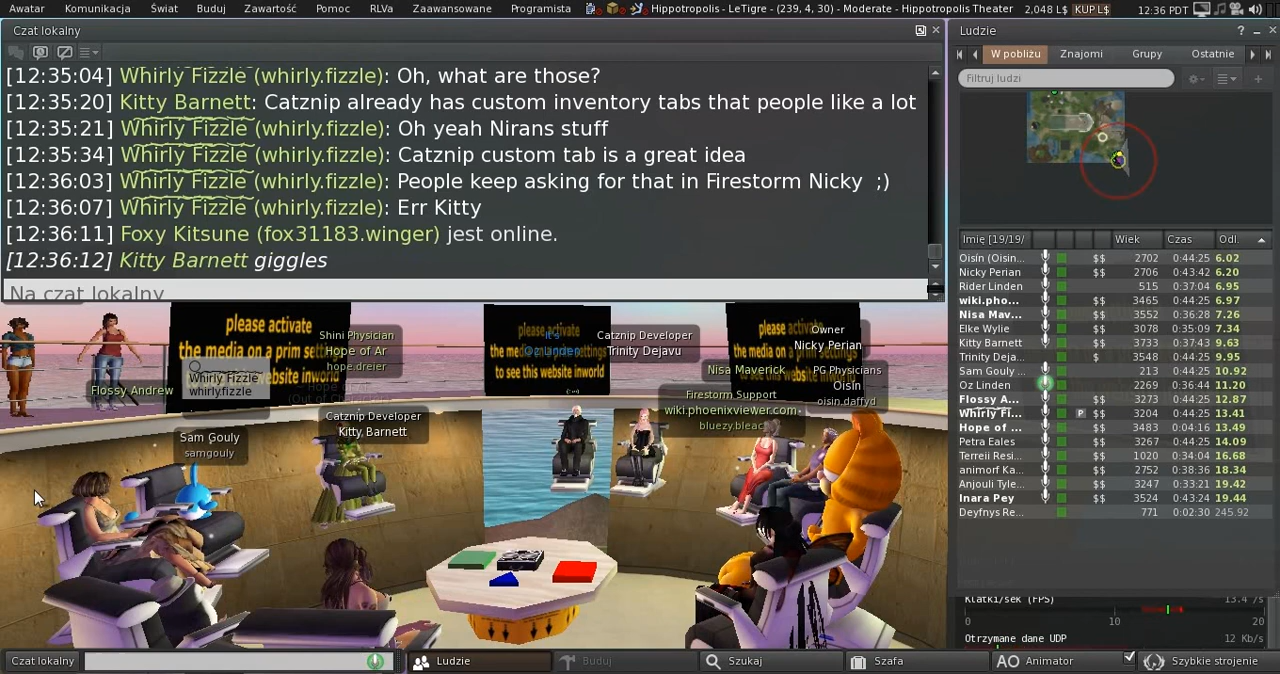 Awatar Komunikacja Świat Buduj Zawartość Pomoc RLVa Zaawansowane Programista Hippotropolis - LeTigre - (239, 4, 30) - Moderate - Hippotropolis Theater 2,048 L$ KUP L$ 12:36 PDT
Czat lokalny
[12:35:04] Whirly Fizzle (whirly.fizzle): Oh, what are those?
[12:35:20] Kitty Barnett: Catznip already has custom inventory tabs that people like a lot
[12:35:21] Whirly Fizzle (whirly.fizzle): Oh yeah Nirans stuff
[12:35:34] Whirly Fizzle (whirly.fizzle): Catznip custom tab is a great idea
[12:36:03] Whirly Fizzle (whirly.fizzle): People keep asking for that in Firestorm Nicky ;)
[12:36:07] Whirly Fizzle (whirly.fizzle): Err Kitty
[12:36:11] Foxy Kitsune (fox31183.winger) jest online.
[12:36:12] Kitty Barnett giggles
Na czat lokalny
please activate
the media on a prim
website inworld
Shini Physician
Hope of Ar
hope.dreier
Whirly Fizzle
whirly.fizzle
Flossy Andrew
Catznip Developer
Kitty Barnett
Sam Gouly
samgouly
please activate
to see this website inworld
Catznip Developer
Trinity Dejavu
please activate
Owner
Nicky Perian
Nisa Maverick
PG Physicians
Oisin
oisin.daffyd
Firestorm Support
wiki.phoenixviewer.com
bluezy.bleac
Ludzie
W pobliżu Znajomi Grupy Ostatnie
Filtruj ludzi
Imię [19/19/ Wiek Czas Odl.
Oisín (Oisin... $$ 2702 0:44:25 6.02
Nicky Perian $$ 2706 0:43:42 6.20
Rider Linden 515 0:37:04 6.95
wiki.pho... $$ 3465 0:44:25 6.97
Nisa Mav... $$ 3552 0:36:28 7.26
Elke Wylie $$ 3078 0:35:09 7.34
Kitty Barnett $$ 3733 0:37:43 9.63
Trinity Deja... $ 3548 0:44:25 9.95
Sam Gouly ... 213 0:44:25 10.92
Oz Linden 2269 0:36:44 11.20
Flossy A... $$ 3273 0:44:25 12.87
Whirly Fi... P $$ 3204 0:44:25 13.41
Hope of ... $$ 3483 0:04:16 13.49
Petra Eales $$ 3267 0:44:25 14.09
Terreii Resi... $$ 1020 0:34:04 16.68
animorf Ka... $$ 2752 0:38:36 18.34
Anjouli Tyle... $$ 3247 0:33:21 19.42
Inara Pey $$ 3524 0:43:24 19.44
Deyfnys Re... 771 0:02:30 245.92
Klatki/sek (FPS) 13.4 /s
0 10 20
Otrzymane dane UDP 12 Kb/s
Czat lokalny Ludzie Buduj Szukaj Szafa AO Animator Szybkie strojenie